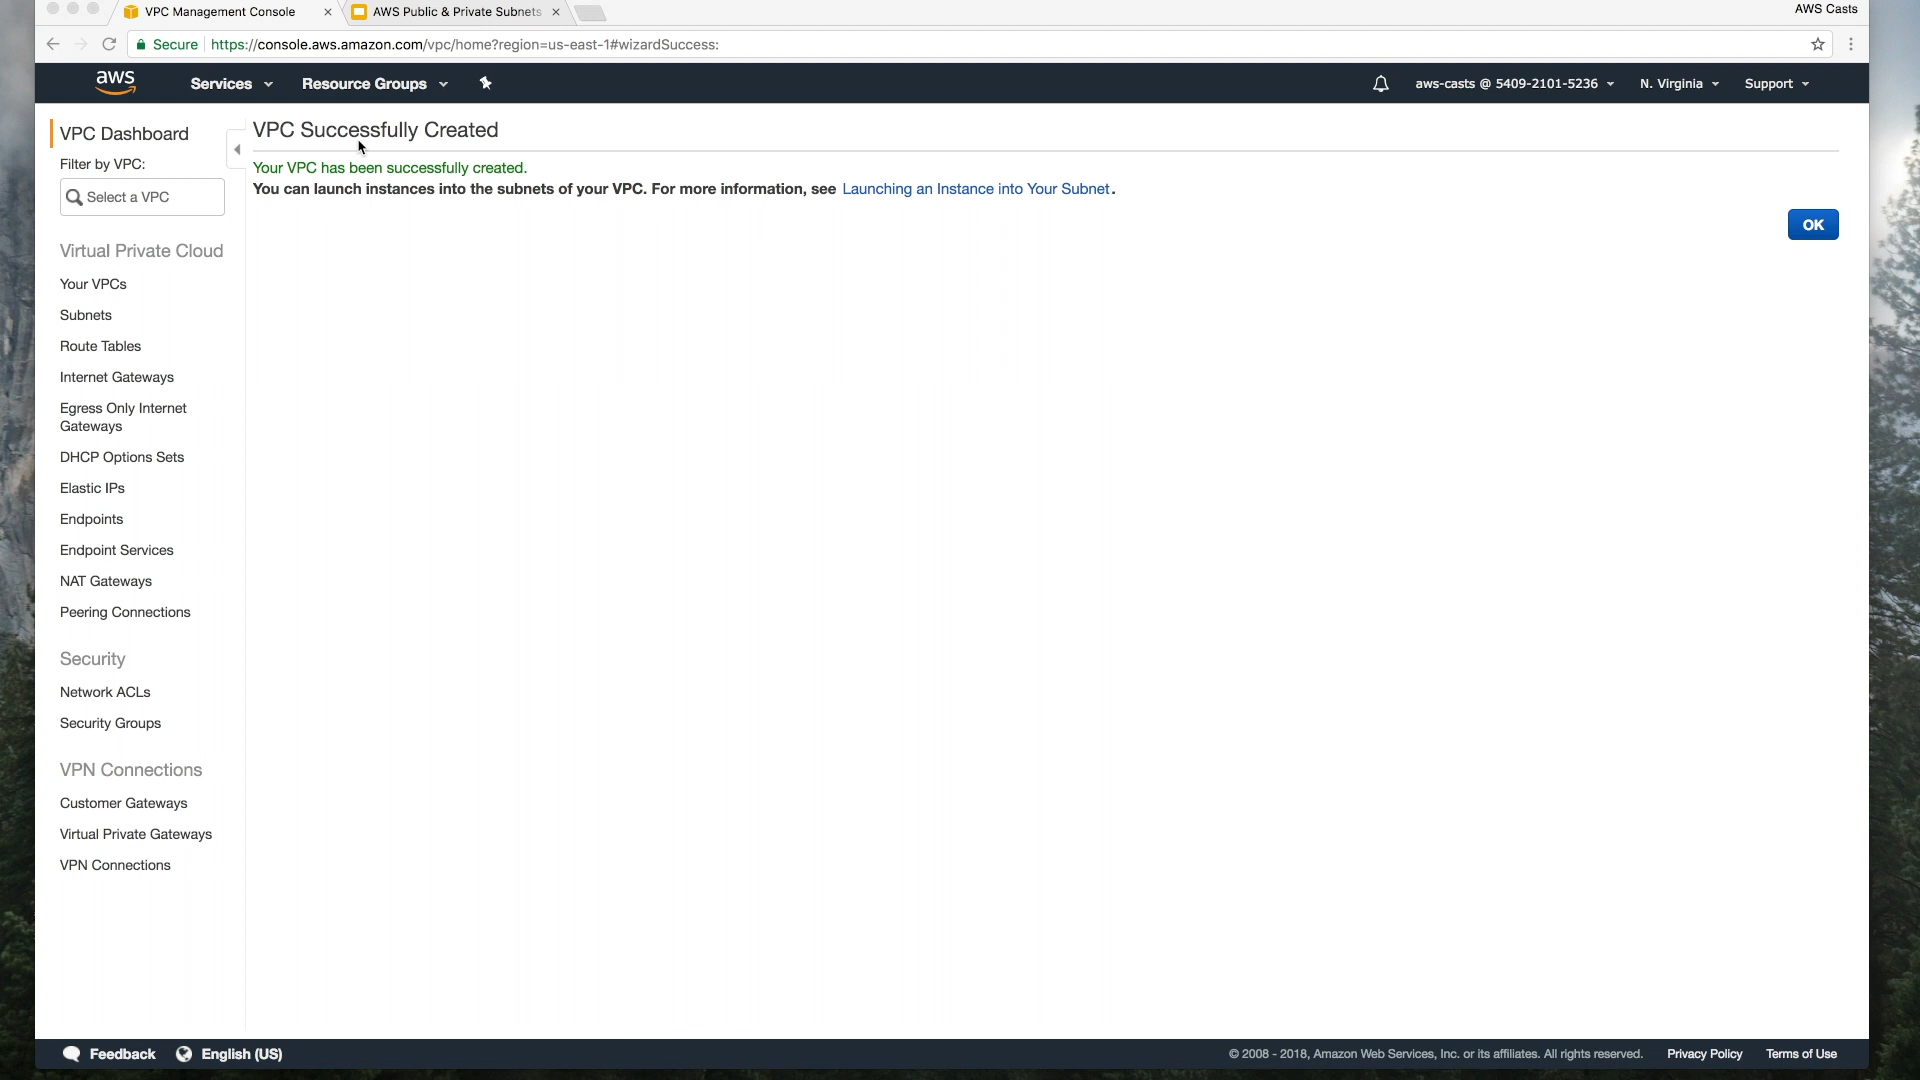 VPC Management Console
AWS Public & Private Subnets
AWS Casts
Secure
https://console.aws.amazon.com/vpc/home?region=us-east-1#wizardSuccess:
aws
Services
Resource Groups
aws-casts @ 5409-2101-5236
N. Virginia
Support
VPC Dashboard
Filter by VPC:
Select a VPC
Virtual Private Cloud
Your VPCs
Subnets
Route Tables
Internet Gateways
Egress Only Internet
Gateways
DHCP Options Sets
Elastic IPs
Endpoints
Endpoint Services
NAT Gateways
Peering Connections
Security
Network ACLs
Security Groups
VPN Connections
Customer Gateways
Virtual Private Gateways
VPN Connections
VPC Successfully Created
Your VPC has been successfully created.
You can launch instances into the subnets of your VPC. For more information, see Launching an Instance into Your Subnet.
OK
Feedback
English (US)
© 2008 - 2018, Amazon Web Services, Inc. or its affiliates. All rights reserved.
Privacy Policy
Terms of Use